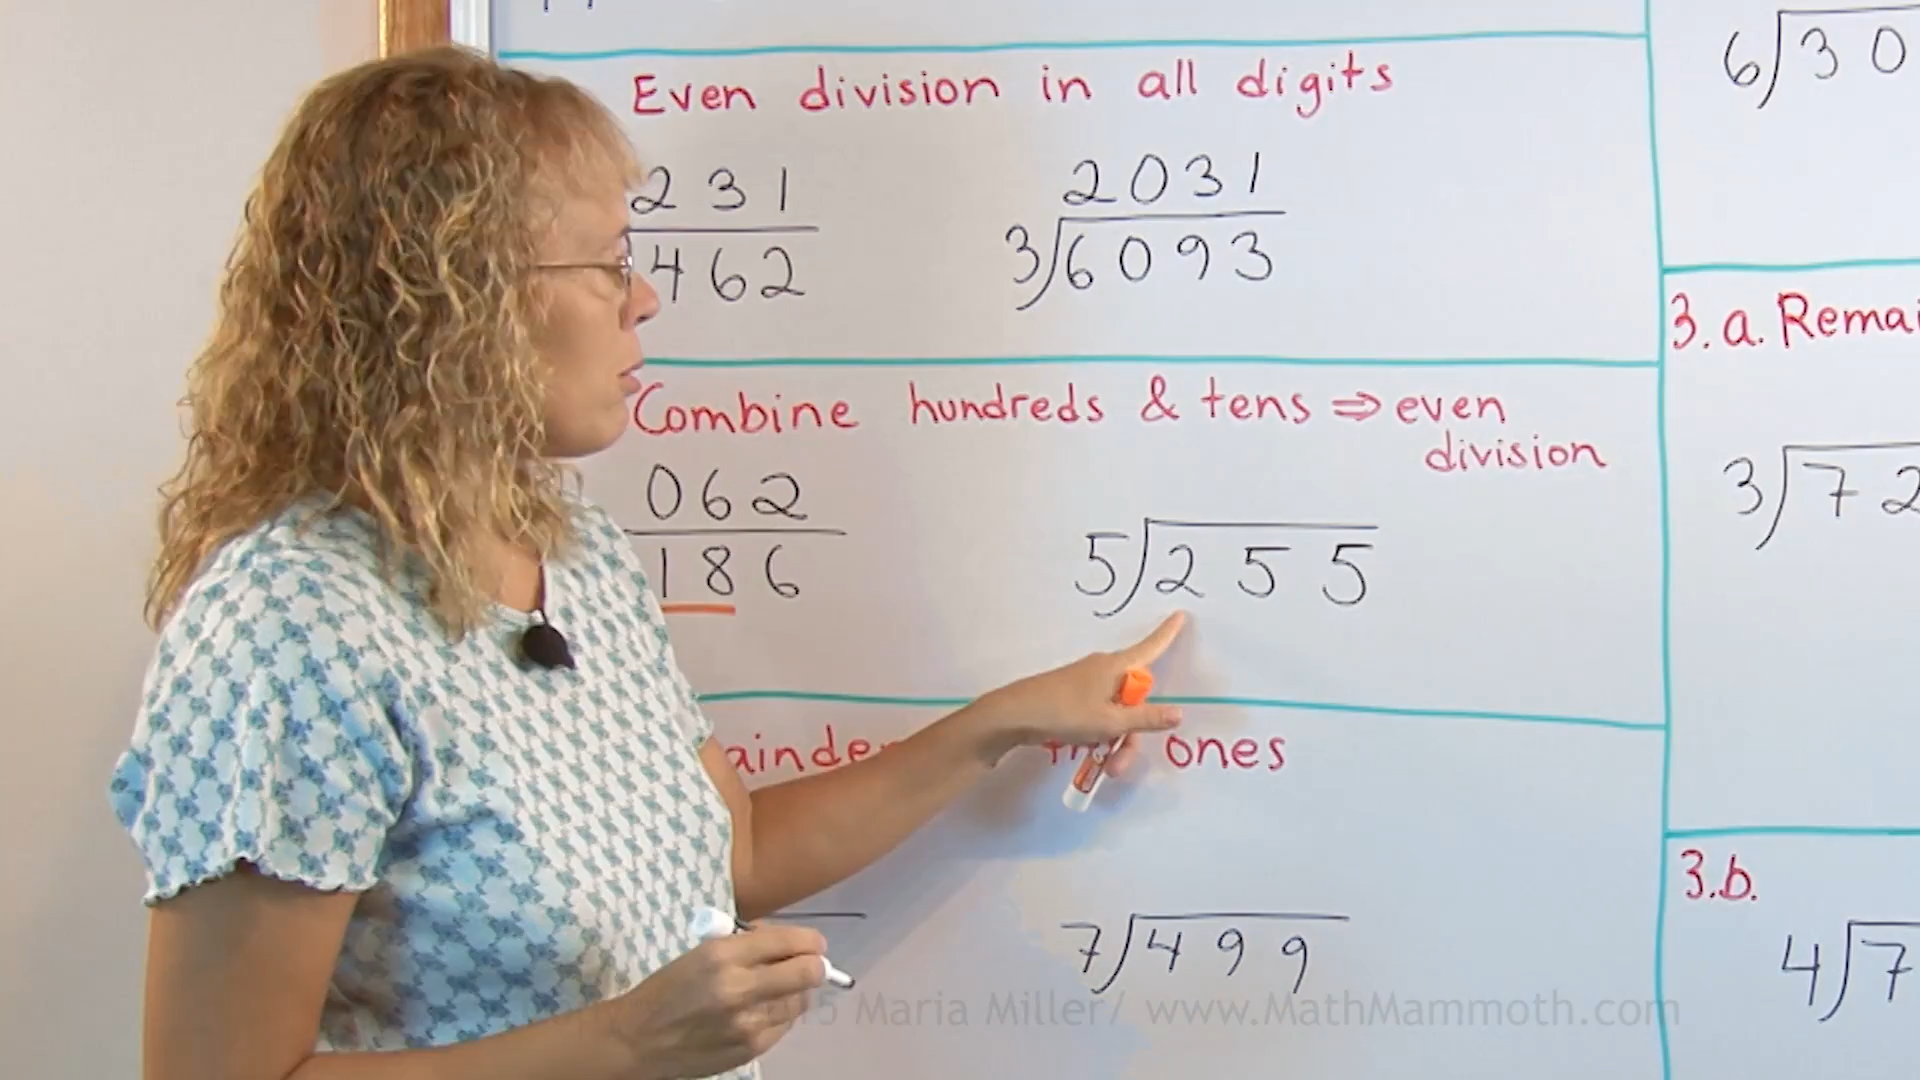 Even division in all digits
231
462
2031
3)6093
Combine hundreds & tens ⇒ even
division
062
186
5)255
ones
7)499
6)30
3.a. Remai
3)72
3.b.
4)7
15 Maria Miller/ www.MathMammoth.com